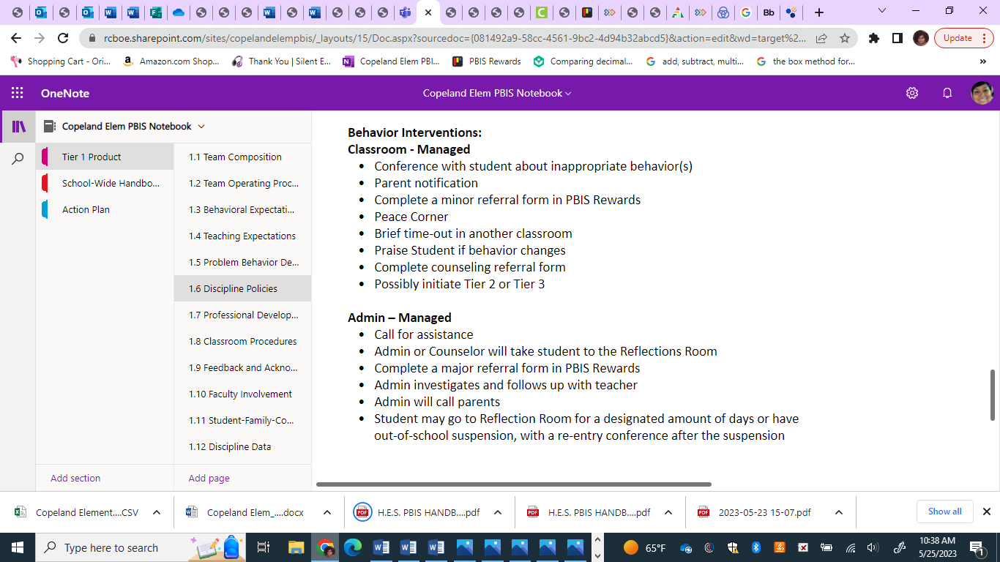 rcboe.sharepoint.com/sites/copelandelempbis/_layouts/15/Doc.aspx?sourcedoc={081492a9-58cc-4561-9bc2-4d94b32abcd5}&action=edit&wd=target%2...
Update
Shopping Cart - Ori...
Amazon.com Shop...
Thank You | Silent E...
Copeland Elem PBI...
PBIS Rewards
Comparing decimal...
add, subtract, multi...
the box method for...
»
OneNote
Copeland Elem PBIS Notebook
Copeland Elem PBIS Notebook
Tier 1 Product
School-Wide Handbo...
Action Plan
Add section
1.1 Team Composition
1.2 Team Operating Proc...
1.3 Behavioral Expectati...
1.4 Teaching Expectations
1.5 Problem Behavior De...
1.6 Discipline Policies
1.7 Professional Develop...
1.8 Classroom Procedures
1.9 Feedback and Ackno...
1.10 Faculty Involvement
1.11 Student-Family-Co...
1.12 Discipline Data
Add page
Behavior Interventions:
Classroom - Managed
• Conference with student about inappropriate behavior(s)
• Parent notification
• Complete a minor referral form in PBIS Rewards
• Peace Corner
• Brief time-out in another classroom
• Praise Student if behavior changes
• Complete counseling referral form
• Possibly initiate Tier 2 or Tier 3
Admin – Managed
• Call for assistance
• Admin or Counselor will take student to the Reflections Room
• Complete a major referral form in PBIS Rewards
• Admin investigates and follows up with teacher
• Admin will call parents
• Student may go to Reflection Room for a designated amount of days or have
out-of-school suspension, with a re-entry conference after the suspension
Copeland Element....CSV
Copeland Elem_....docx
H.E.S. PBIS HANDB....pdf
H.E.S. PBIS HANDB....pdf
2023-05-23 15-07.pdf
Show all
Type here to search
65°F
10:38 AM
5/25/2023
1